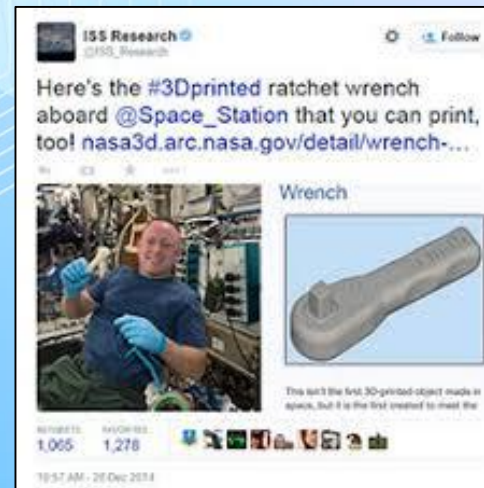 ISS Research
@ISS_Research
Follow
Here's the #3Dprinted ratchet wrench
aboard @Space_Station that you can print,
too! nasa3d.arc.nasa.gov/detail/wrench-...
Wrench
This isn't the first 3D-printed object made in
space, but it is the first created to meet the
RETWEETS FAVORITES
1,065 1,278
10:57 AM - 20 Dec 2014